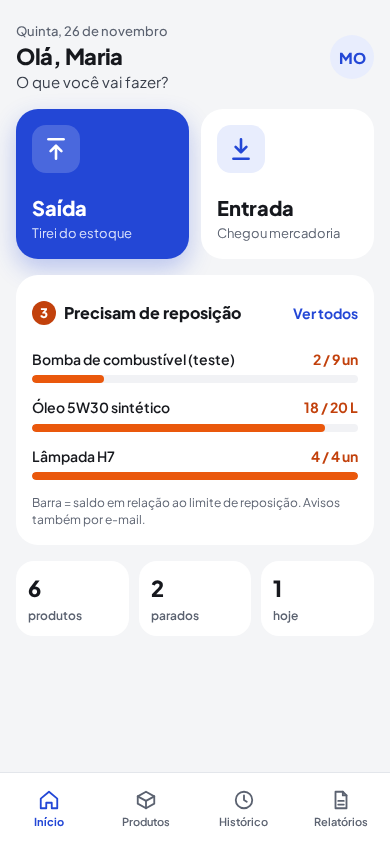 Quinta, 26 de novembro
Olá, Maria
O que você vai fazer?
MO
Saída
Tirei do estoque
Entrada
Chegou mercadoria
3 Precisam de reposição Ver todos
Bomba de combustível (teste) 2 / 9 un
Óleo 5W30 sintético 18 / 20 L
Lâmpada H7 4 / 4 un
Barra = saldo em relação ao limite de reposição. Avisos
também por e-mail.
6
produtos
2
parados
1
hoje
Início
Produtos
Histórico
Relatórios